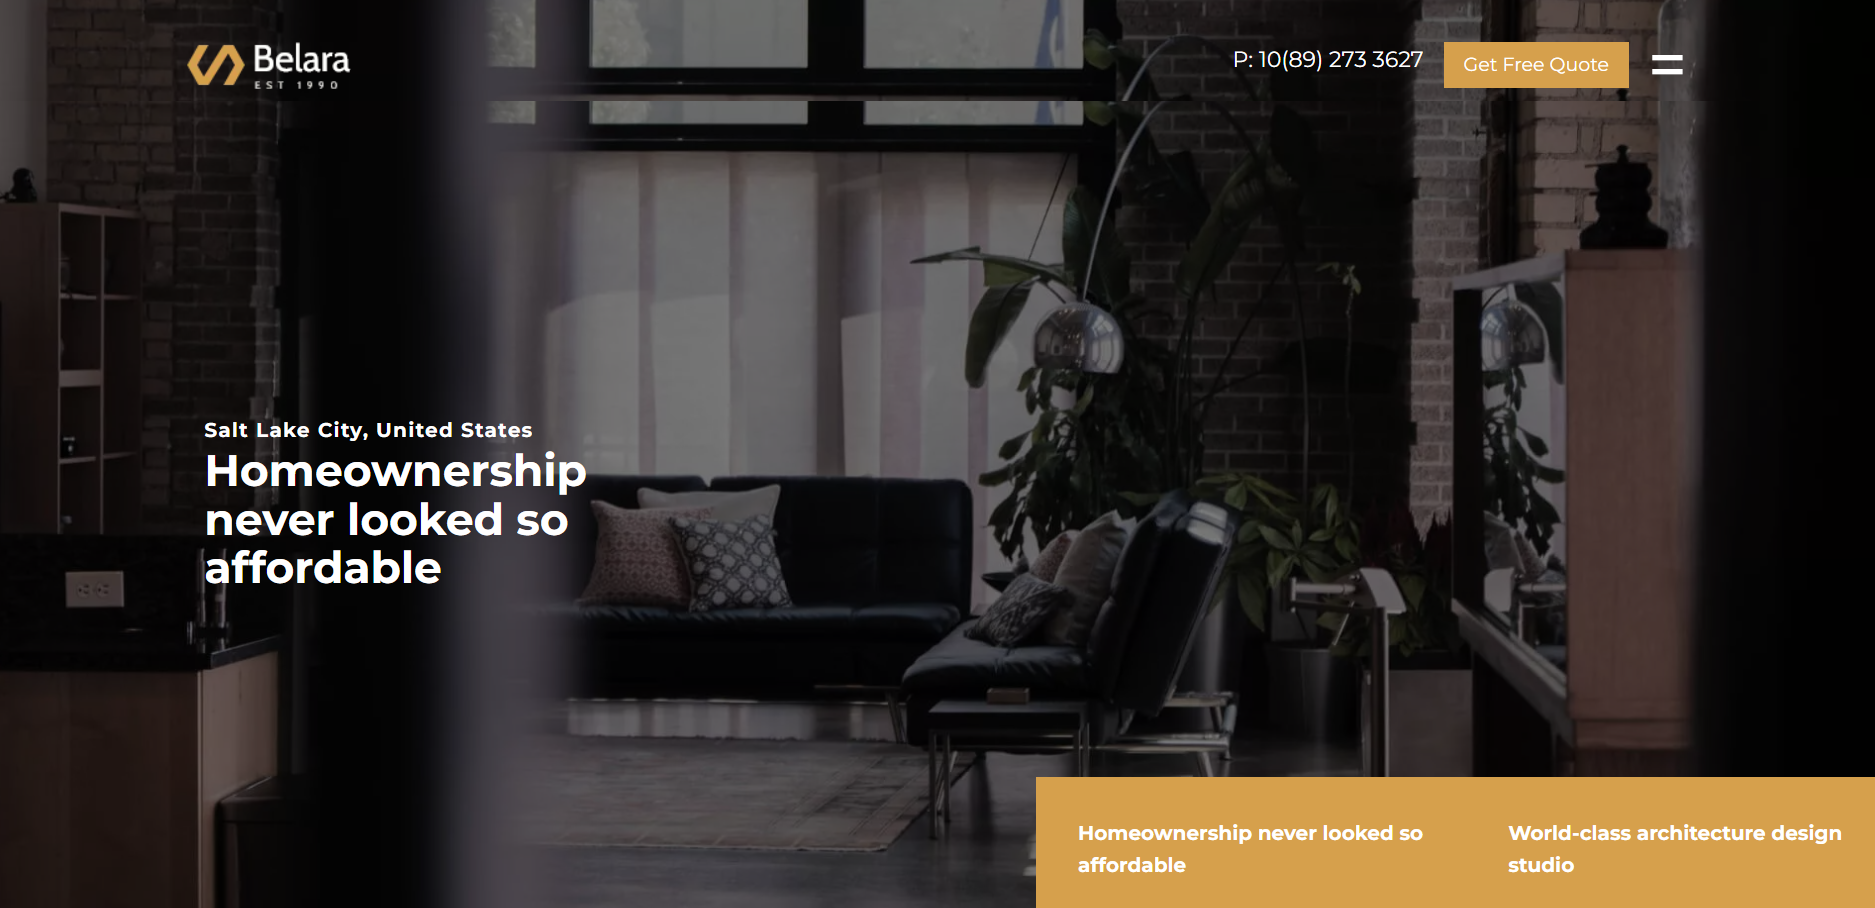 Belara
EST 1990
P: 10(89) 273 3627
Get Free Quote
Salt Lake City, United States
Homeownership
never looked so
affordable
Homeownership never looked so
affordable
World-class architecture design
studio